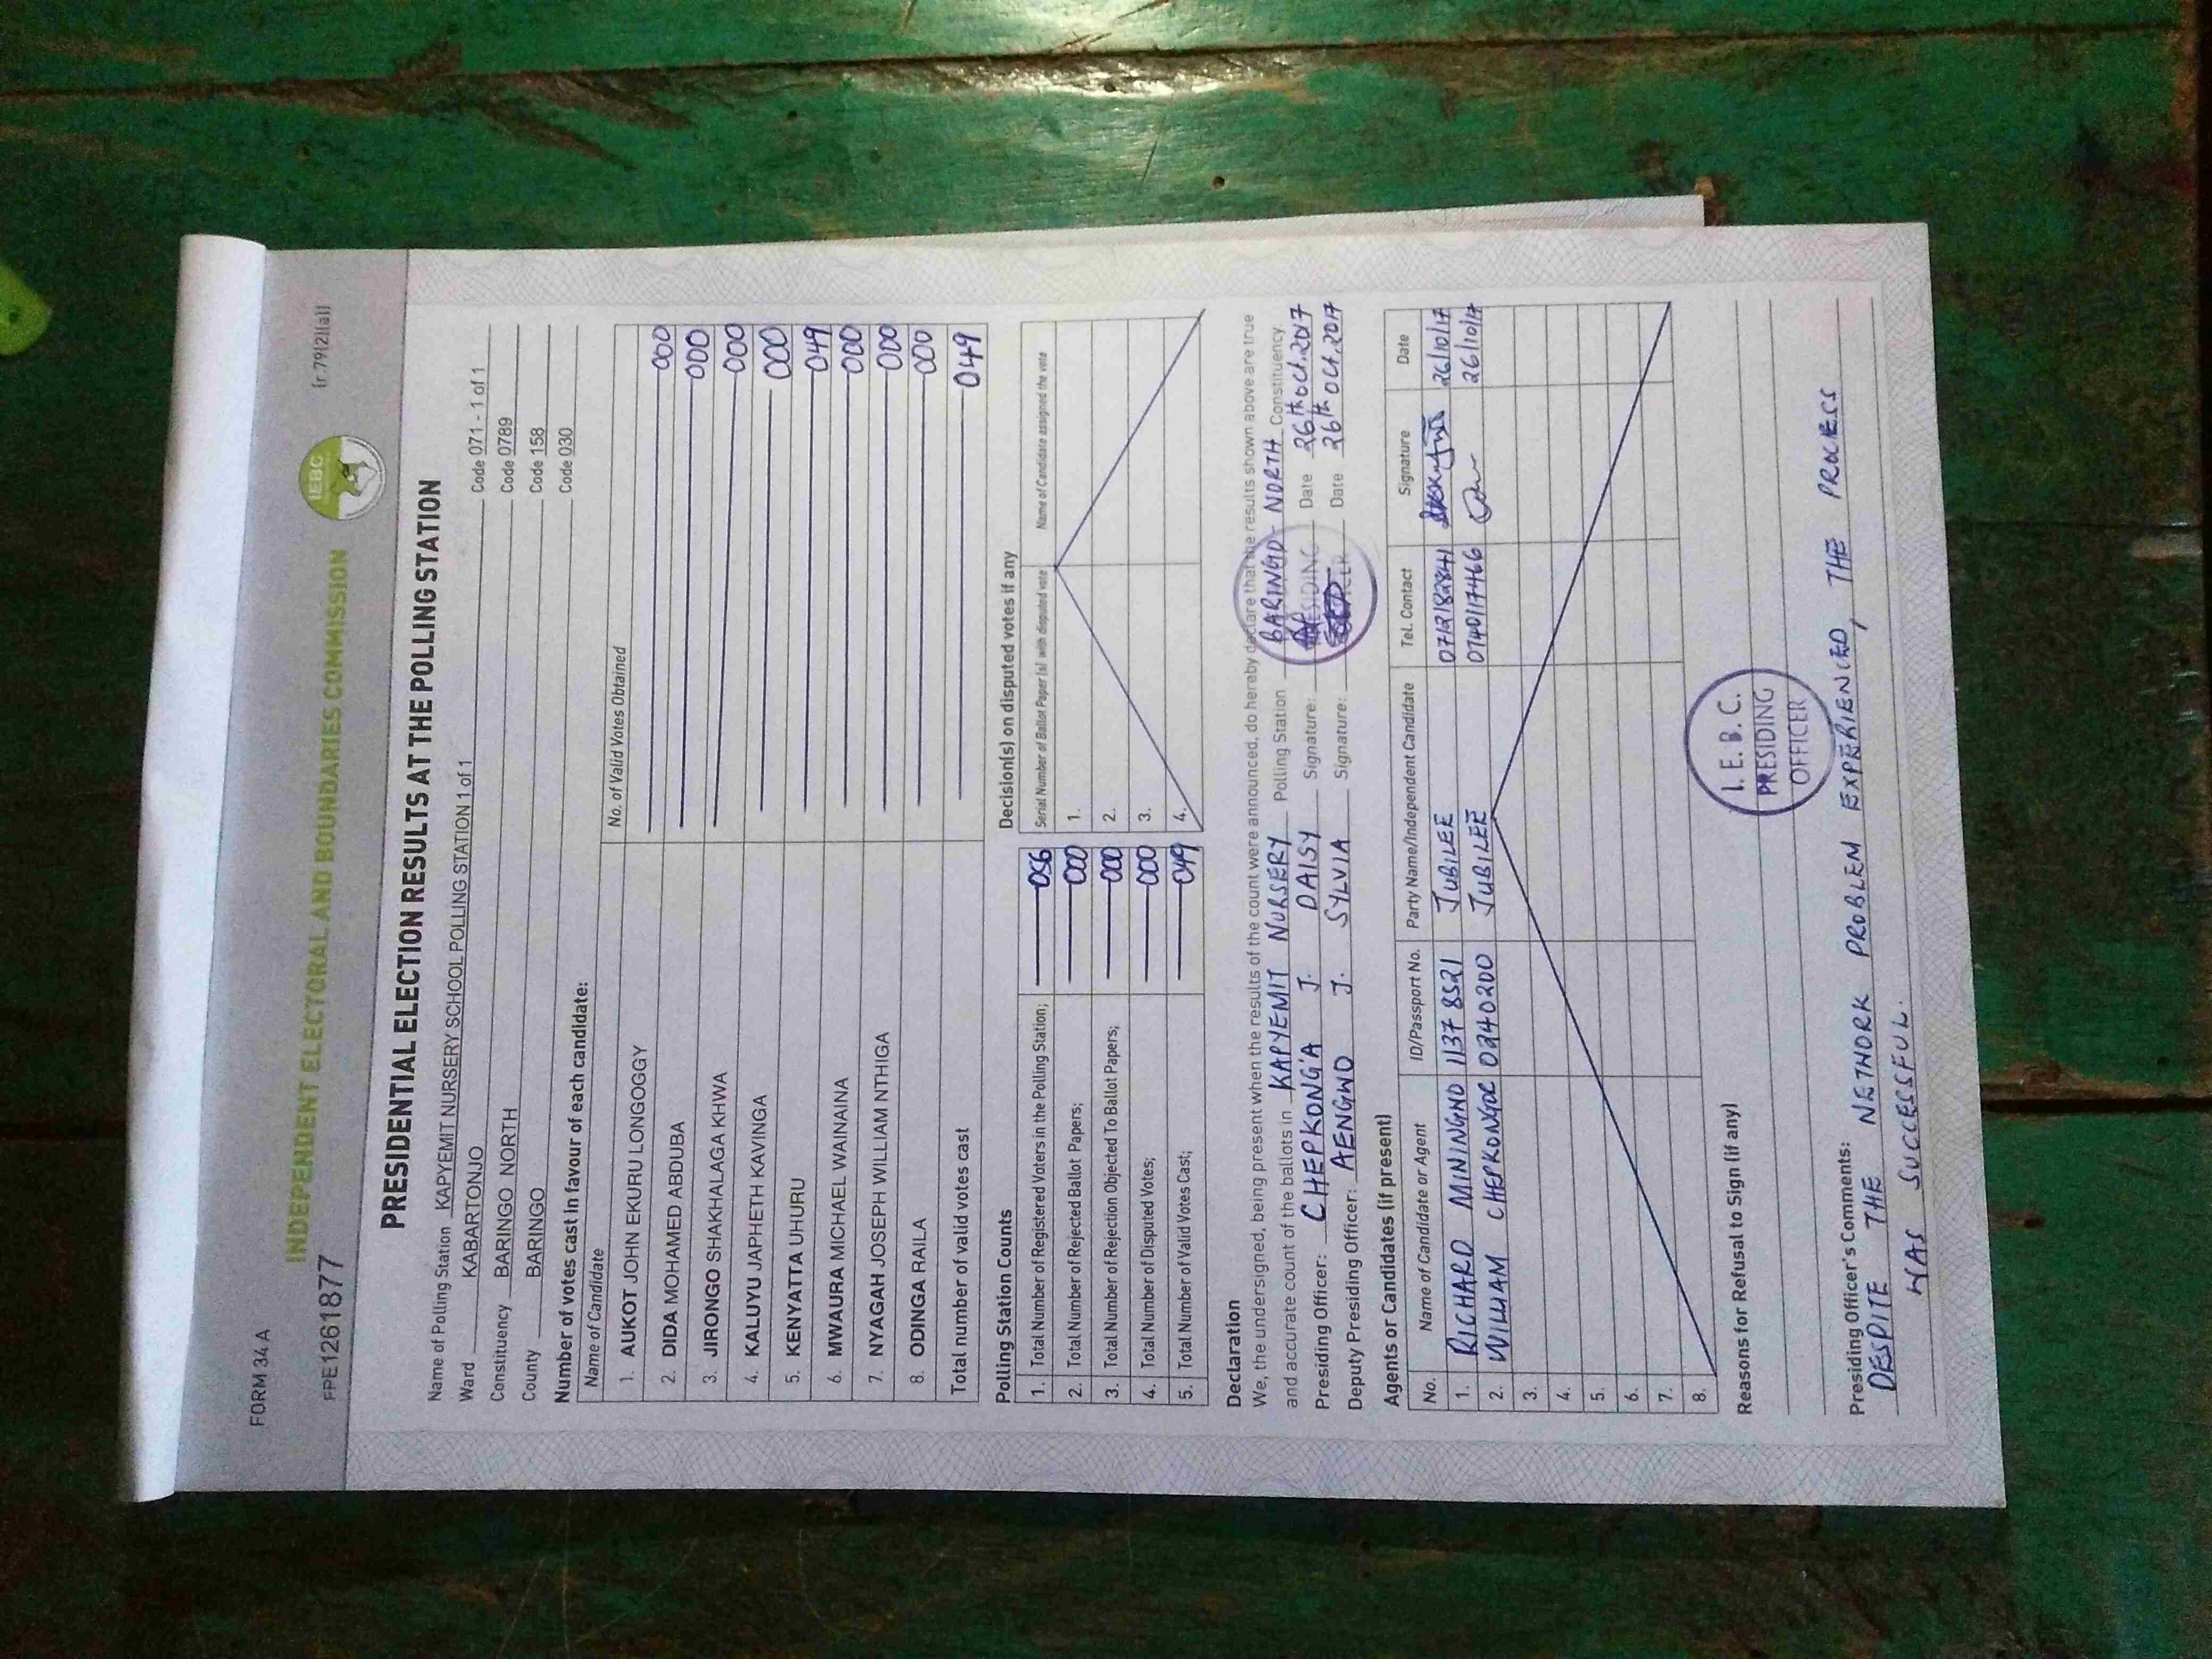 FORM 34A
INDEPENDENT ELECTORAL AND BOUNDARIES COMMISSION
IEBC
(r.79(2)(a))
FPE1261877
PRESIDENTIAL ELECTION RESULTS AT THE POLLING STATION
Name of Polling Station KAPYEMIT NURSERY SCHOOL POLLING STATION 1 of 1 Code 071 - 1 of 1
Ward KABARTONJO Code 0789
Constituency BARINGO NORTH Code 158
County BARINGO Code 030
Number of votes cast in favour of each candidate:
Name of Candidate No. of Valid Votes Obtained
1. AUKOT JOHN EKURU LONGOGGY 000
2. DIDA MOHAMED ABDUBA 000
3. JIRONGO SHAKHALAGA KHWA 000
4. KALUYU JAPHETH KAVINGA 000
5. KENYATTA UHURU 049
6. MWAURA MICHAEL WAINAINA 000
7. NYAGAH JOSEPH WILLIAM NTHIGA 000
8. ODINGA RAILA 000
Total number of valid votes cast 049
Polling Station Counts
1. Total Number of Registered Voters in the Polling Station; 056
2. Total Number of Rejected Ballot Papers; 000
3. Total Number of Rejection Objected To Ballot Papers; 000
4. Total Number of Disputed Votes; 000
5. Total Number of Valid Votes Cast; 049
Decision(s) on disputed votes if any
Serial Number of Ballot Paper (s) with disputed vote Name of Candidate assigned the vote
1.
2.
3.
4.
Declaration
We, the undersigned, being present when the results of the count were announced, do hereby declare that the results shown above are true
and accurate count of the ballots in KAPYEMIT NURSERY Polling Station BARINGO - NORTH Constituency
Presiding Officer: CHEPKONG'A J. DAISY Signature: Date 26th Oct. 2017
Deputy Presiding Officer: AENGWO J. SYLVIA Signature: Date 26th Oct. 2017
Agents or Candidates (if present)
No. Name of Candidate or Agent ID/Passport No. Party Name/Independent Candidate Tel. Contact Signature Date
1. RICHARD MININGWO 11378521 JUBILEE 0712182841 26/10/17
2. WILLIAM CHEPKONGOE 0240200 JUBILEE 0740117466 26/10/17
3.
4.
5.
6.
7.
8.
Reasons for Refusal to Sign (if any)
I. E. B. C.
PRESIDING
OFFICER
Presiding Officer's Comments:
DESPITE THE NETWORK PROBLEM EXPERIENCED, THE PROCESS
WAS SUCCESSFUL.